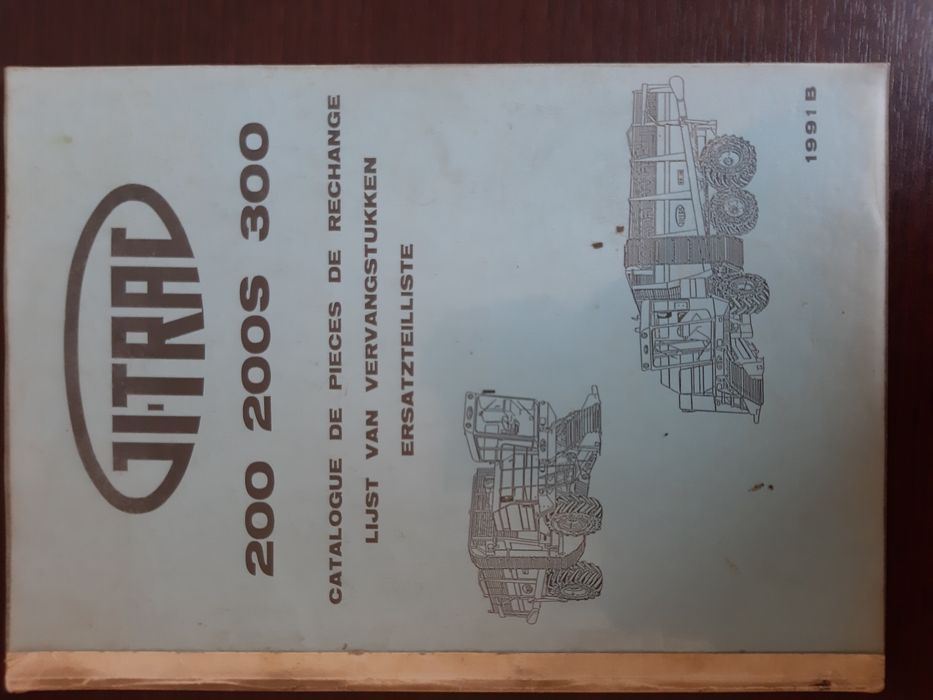 GI-TRAC
200 200S 300
CATALOGUE DE PIECES DE RECHANGE
LIJST VAN VERVANGSTUKKEN
ERSATZTEILLISTE
1991 B